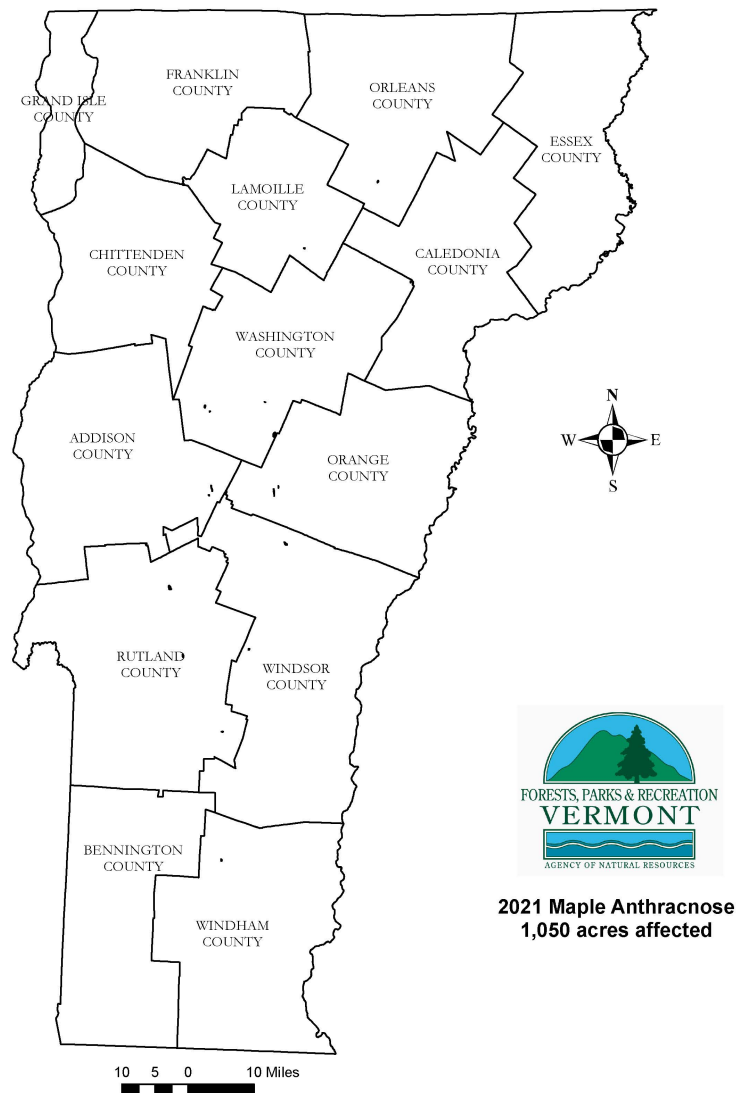 FRANKLIN
COUNTY
ORLEANS
COUNTY
GRAND ISLE
COUNTY
ESSEX
COUNTY
LAMOILLE
COUNTY
CHITTENDEN
COUNTY
CALEDONIA
COUNTY
WASHINGTON
COUNTY
N
W
E
S
ADDISON
COUNTY
ORANGE
COUNTY
RUTLAND
COUNTY
WINDSOR
COUNTY
FORESTS, PARKS & RECREATION
VERMONT
AGENCY OF NATURAL RESOURCES
BENNINGTON
COUNTY
2021 Maple Anthracnose
1,050 acres affected
WINDHAM
COUNTY
10 5 0 10 Miles